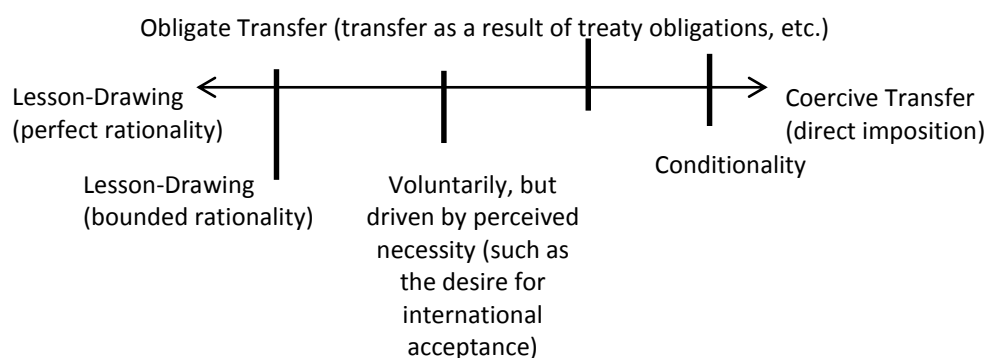 Obligate Transfer (transfer as a result of treaty obligations, etc.)
Lesson-Drawing
(perfect rationality)
Coercive Transfer
(direct imposition)
Lesson-Drawing
(bounded rationality)
Voluntarily, but
driven by perceived
necessity (such as
the desire for
international
acceptance)
Conditionality